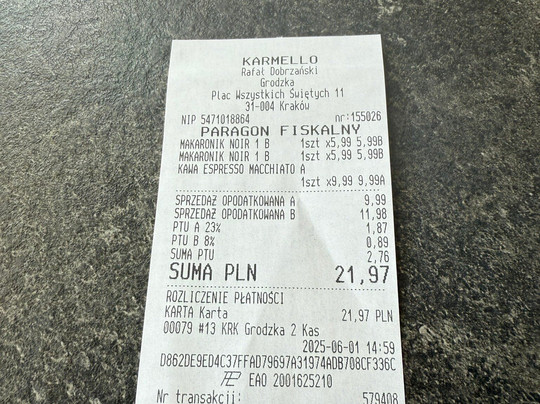 KARMELLO
Rafał Dobrzański
Grodzka
Plac Wszystkich Świętych 11
31-004 Kraków
NIP 5471018864 nr:155026
PARAGON FISKALNY
MAKARONIK NOIR 1 B 1szt x5,99 5,99B
MAKARONIK NOIR 1 B 1szt x5,99 5,99B
KAWA ESPRESSO MACCHIATO A
1szt x9,99 9,99A
SPRZEDAŻ OPODATKOWANA A 9,99
SPRZEDAŻ OPODATKOWANA B 11,98
PTU A 23% 1,87
PTU B 8% 0,89
SUMA PTU 2,76
SUMA PLN 21,97
ROZLICZENIE PŁATNOŚCI
KARTA Karta 21,97 PLN
00079 #13 KRK Grodzka 2 Kas
2025-06-01 14:59
D862DE9ED4C37FFAD79697A31974ADB708CF336C
EAO 2001625210
Nr transakcji: 579408